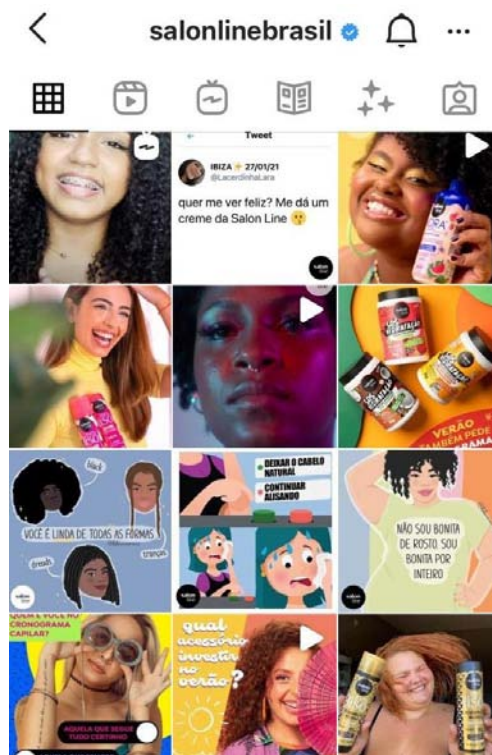 salonlinebrasil
Tweet
IBIZA 27/01/21
@LacerdinhaLara
quer me ver feliz? Me dá um
creme da Salon Line
salon
line
VERÃO
TAMBÉM PEDE
black
VOCÊ É LINDA DE TODAS AS FORMAS
dreads
tranças
DEIXAR O CABELO
NATURAL
CONTINUAR
ALISANDO
NÃO SOU BONITA
DE ROSTO, SOU
BONITA POR
INTEIRO
QUEM É VOCÊ NO
CRONOGRAMA
CAPILAR?
AQUELA QUE SEGUE
TUDO CERTINHO
qual
acessório
investir
no
verão?